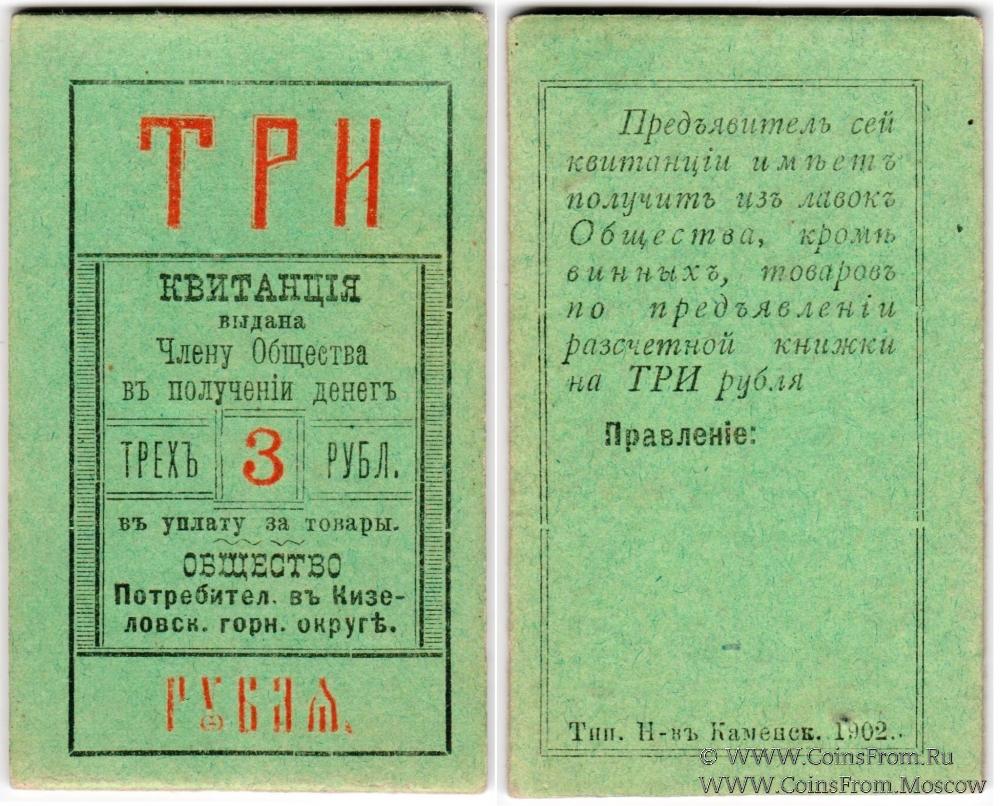 ТРИ
КВИТАНЦІЯ
выдана
Члену Общества
въ полученіи денегъ
ТРЕХЪ 3 РУБЛ.
въ уплату за товары.
ОБЩЕСТВО
Потребител. въ Кизе-
ловск. горн. округѣ.
РУБЛЯ.
Предъявитель сей
квитанціи имѣетъ
получить изъ лавокъ
Общества, кромѣ
винныхъ, товаровъ
по предъявленіи
разсчетной книжки
на ТРИ рубля
Правленіе:
Тип. Н-въ Каменск. 1902.
© WWW.CoinsFrom.Ru
WWW.CoinsFrom.Moscow